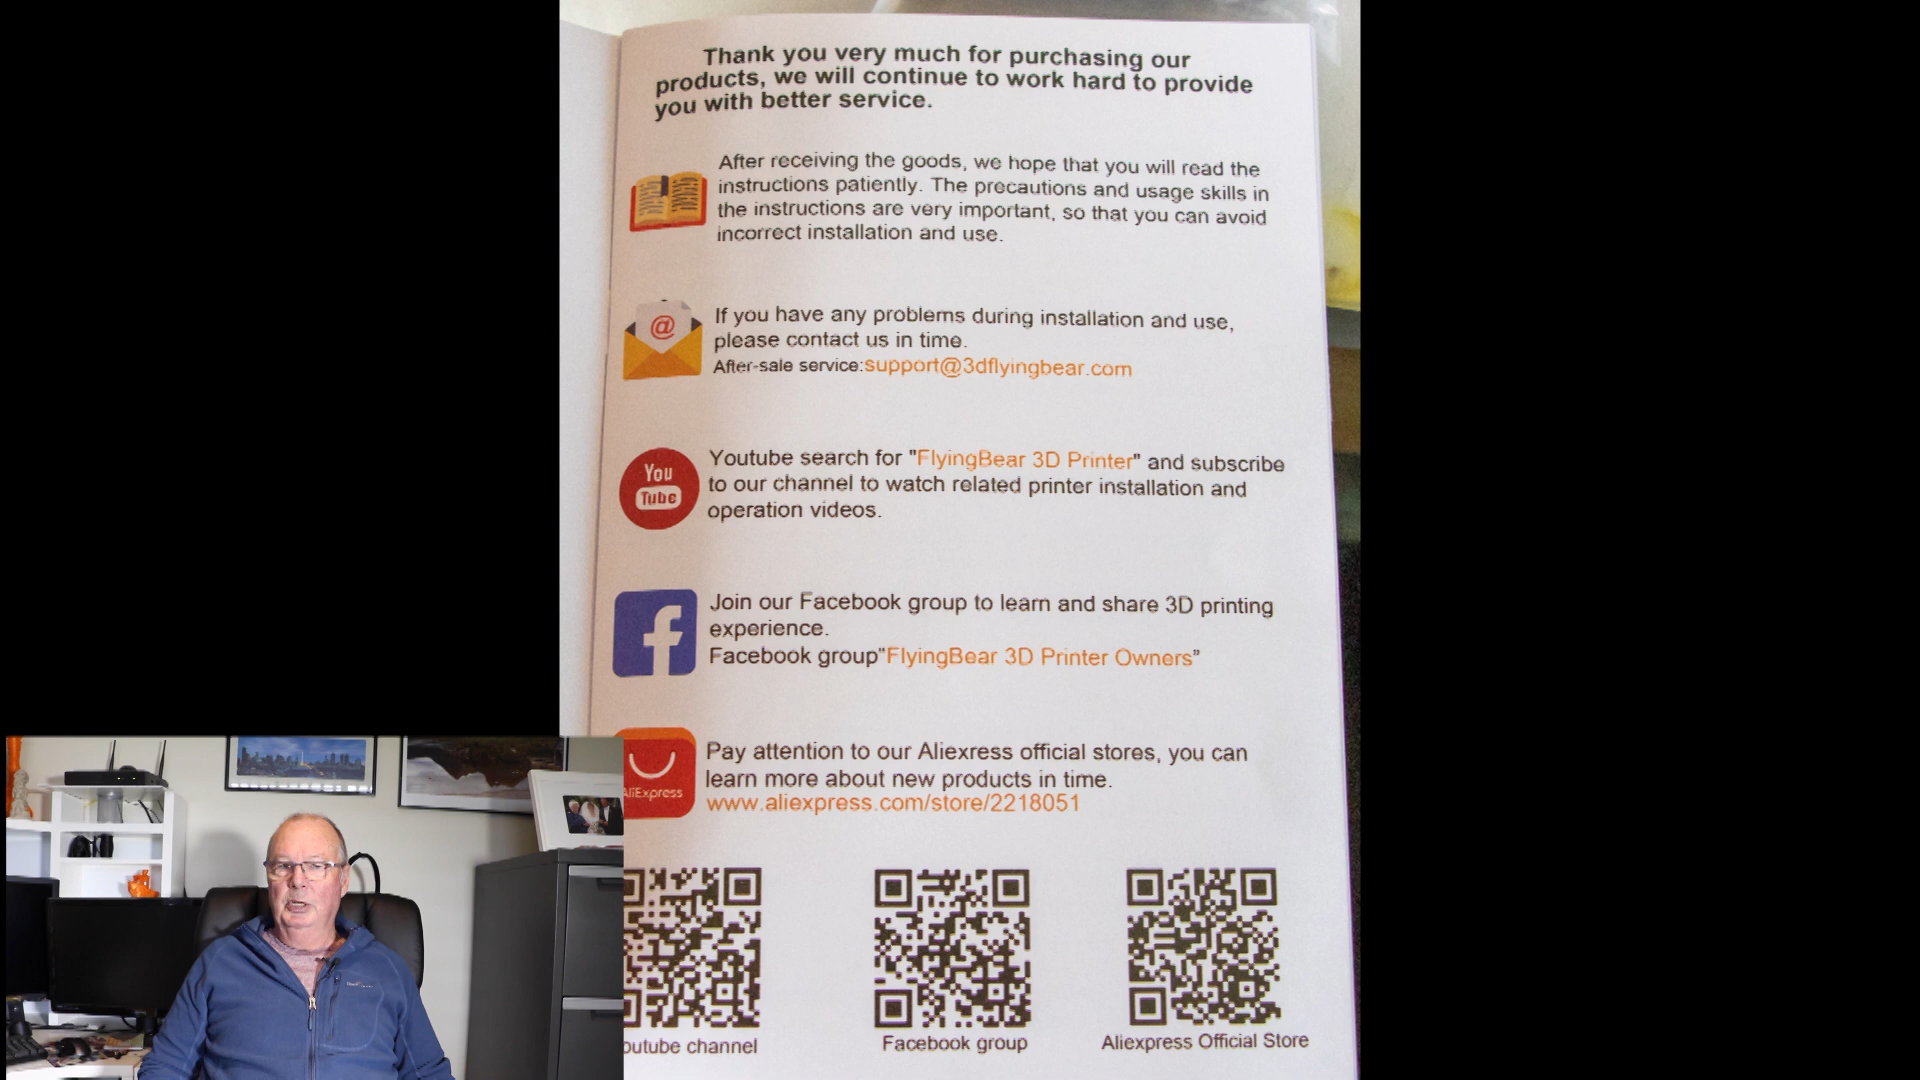 Thank you very much for purchasing our
products, we will continue to work hard to provide
you with better service.
After receiving the goods, we hope that you will read the
instructions patiently. The precautions and usage skills in
the instructions are very important, so that you can avoid
incorrect installation and use.
@
If you have any problems during installation and use,
please contact us in time.
After-sale service:support@3dflyingbear.com
You
Tube
Youtube search for "FlyingBear 3D Printer" and subscribe
to our channel to watch related printer installation and
operation videos.
f
Join our Facebook group to learn and share 3D printing
experience.
Facebook group"FlyingBear 3D Printer Owners"
AliExpress
Pay attention to our Aliexress official stores, you can
learn more about new products in time.
www.aliexpress.com/store/2218051
outube channel
Facebook group
Aliexpress Official Store